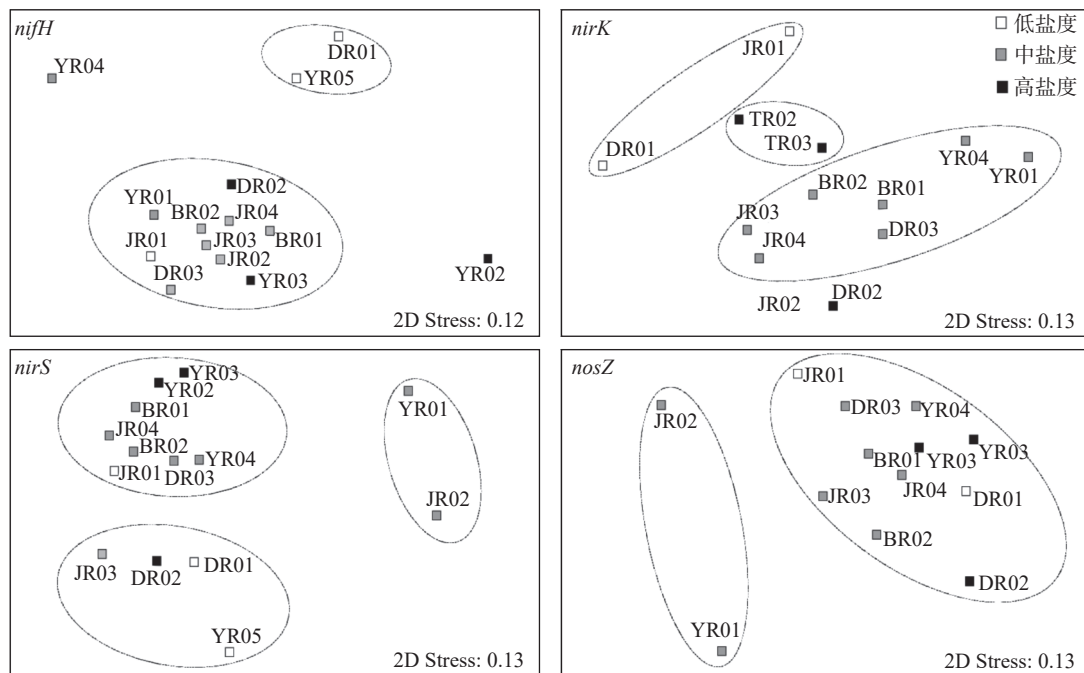 nifH
DR01
YR04
YR05
DR02
YR01
BR02
JR04
JR01
JR03
BR01
JR02
DR03
YR03
YR02
2D Stress: 0.12
nirK
低盐度
JR01
中盐度
高盐度
TR02
TR03
DR01
YR04
YR01
BR02
BR01
JR03
DR03
JR04
JR02
DR02
2D Stress: 0.13
nirS
YR03
YR02
BR01
YR01
JR04
BR02
YR04
JR01
DR03
JR02
JR03
DR02
DR01
YR05
2D Stress: 0.13
nosZ
JR01
JR02
DR03
YR04
YR03
BR01
YR03
JR04
JR03
DR01
BR02
DR02
YR01
2D Stress: 0.13